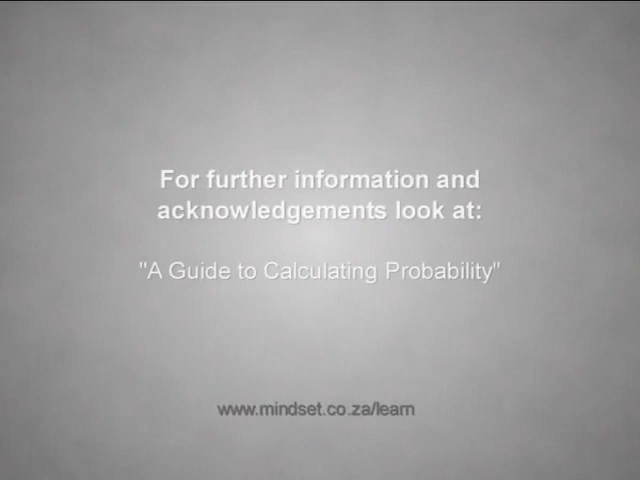 For further information and
acknowledgements look at:
"A Guide to Calculating Probability"
www.mindset.co.za/learn